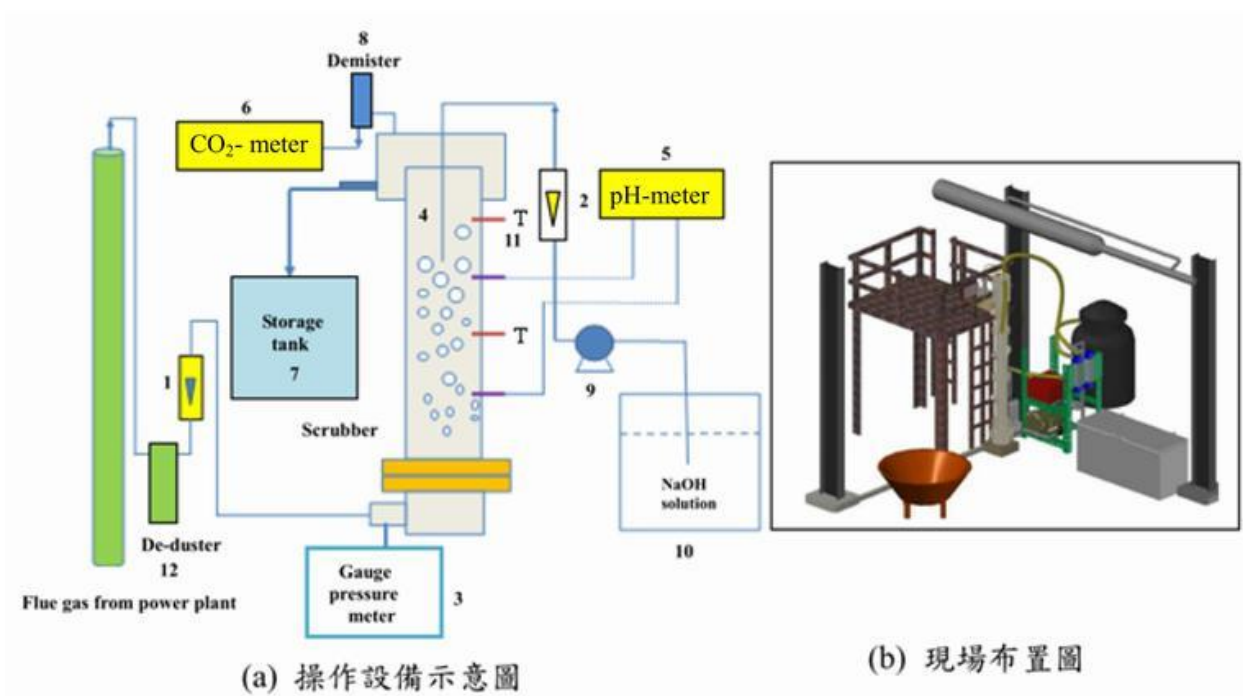 8
Demister
6
CO₂- meter
5
pH-meter
2
4
T
11
Storage
tank
7
T
1
9
Scrubber
NaOH
solution
10
De-duster
12
Flue gas from power plant
Gauge
pressure
meter
3
(a) 操作設備示意圖
(b) 現場布置圖